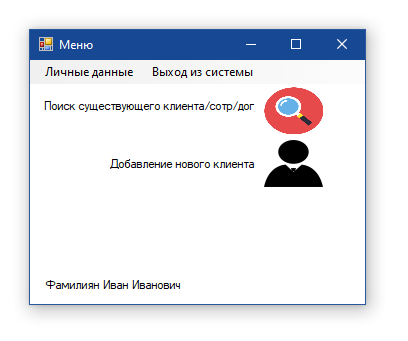 Меню
Личные данные Выход из системы
Поиск существующего клиента/сотр/дог
Добавление нового клиента
Фамилиян Иван Иванович